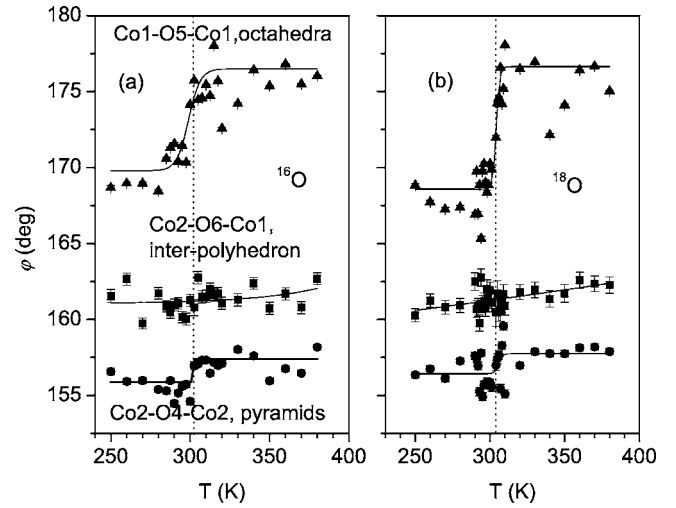 180
175
170
165
160
155
φ (deg)
Co1-O5-Co1,octahedra
(a)
16O
Co2-O6-Co1,
inter-polyhedron
Co2-O4-Co2, pyramids
250 300 350 400
T (K)
(b)
18O
250 300 350 400
T (K)